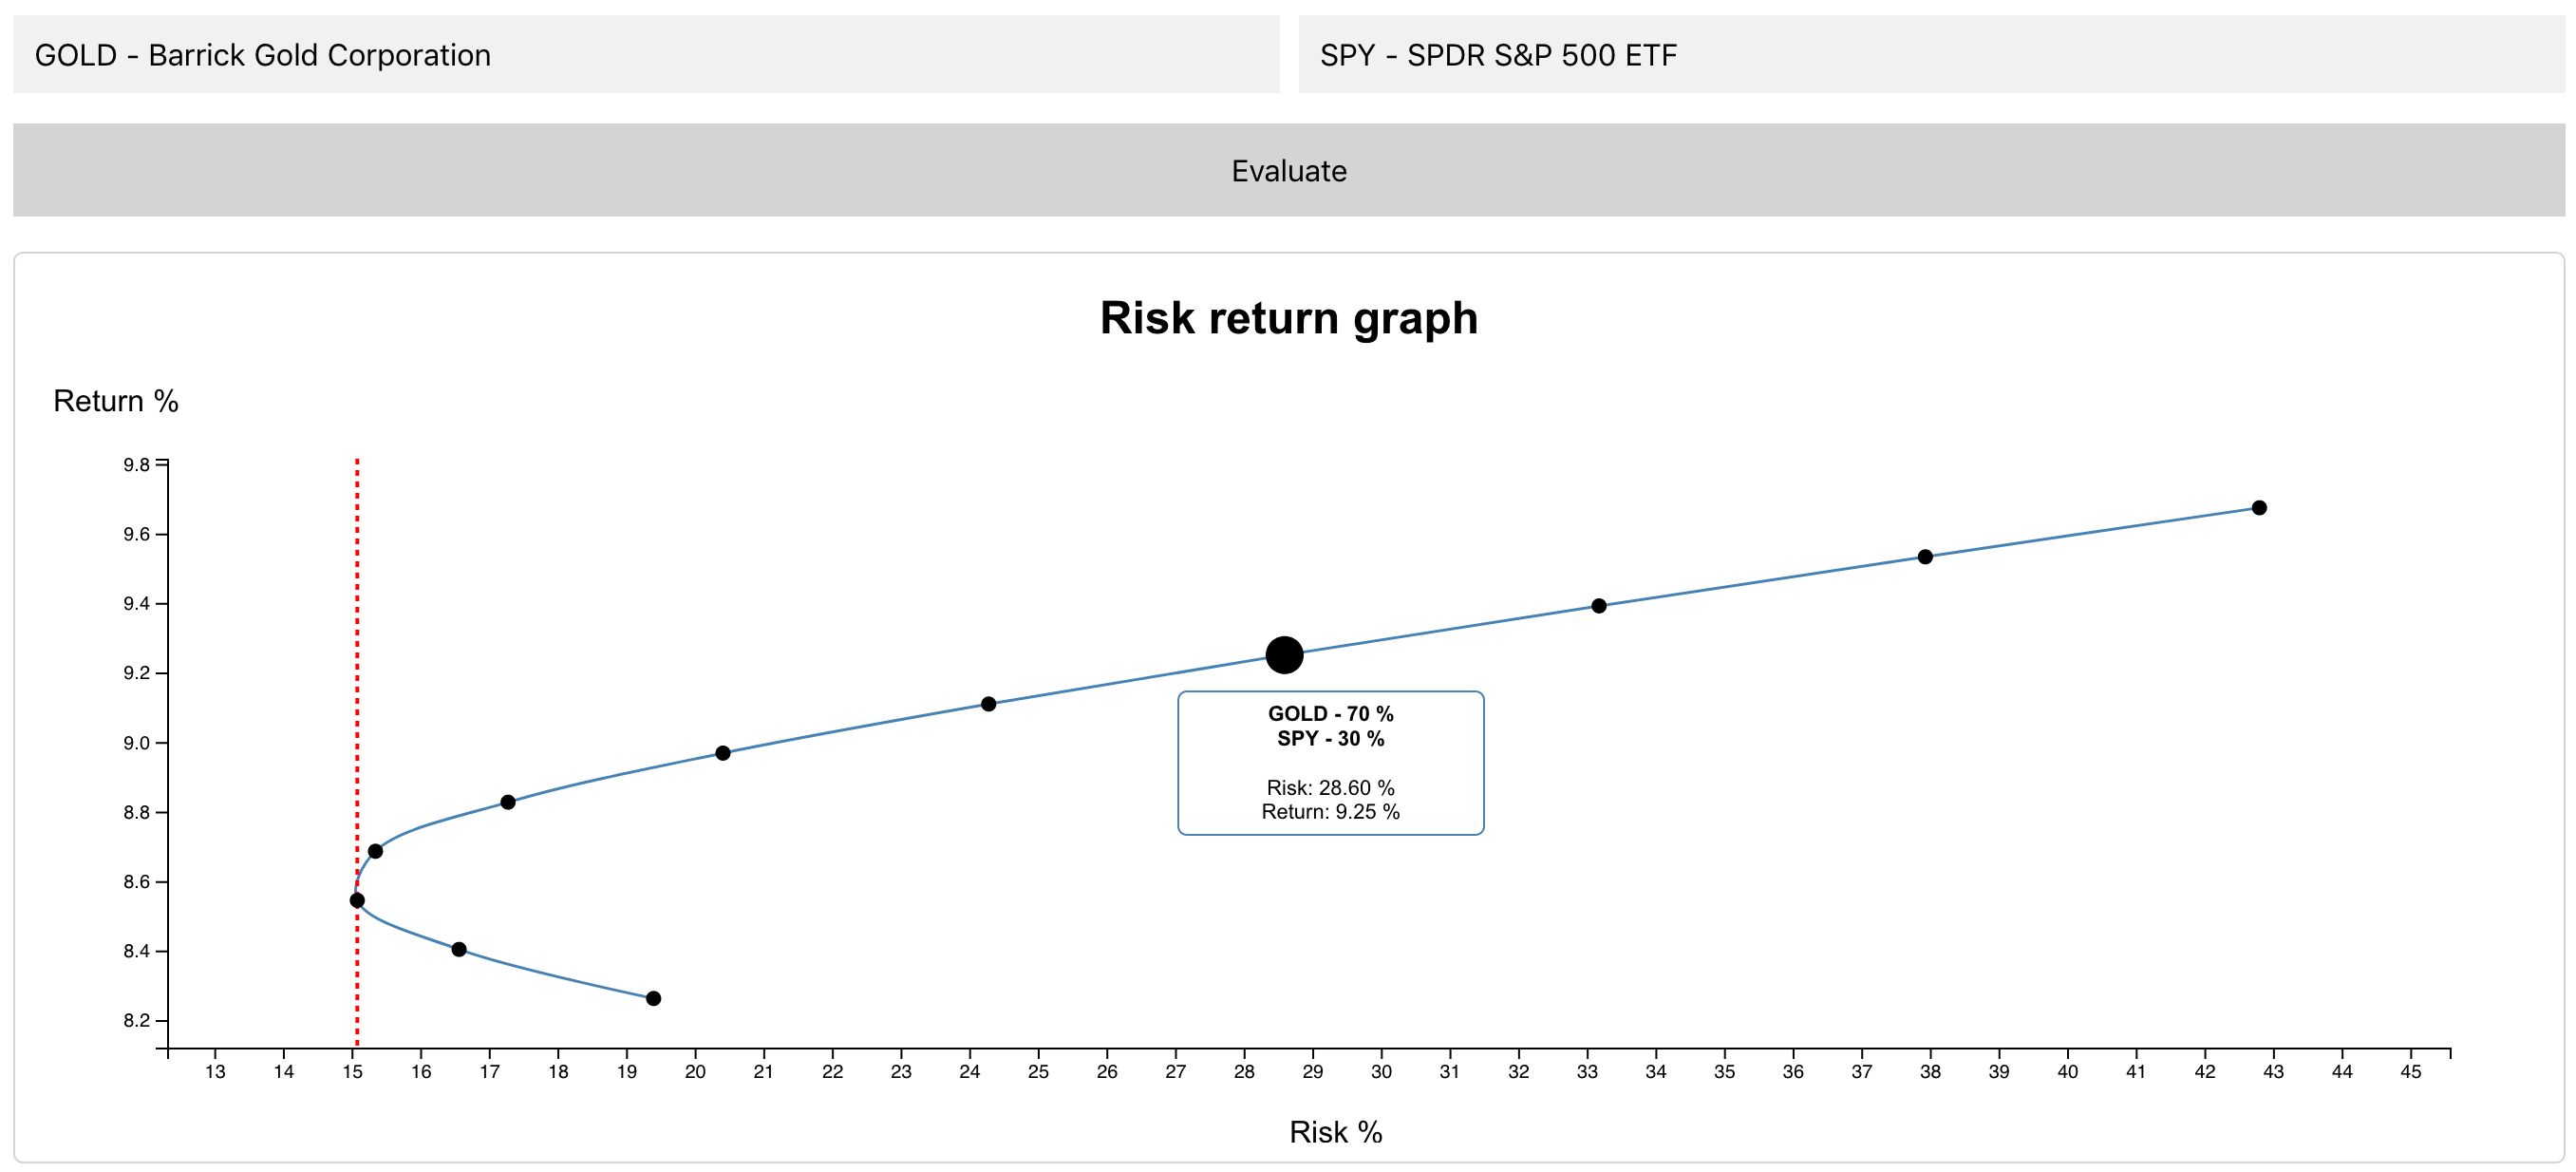 GOLD - Barrick Gold Corporation
SPY - SPDR S&P 500 ETF
Evaluate
Risk return graph
Return %
9.8
9.6
9.4
9.2
9.0
8.8
8.6
8.4
8.2
GOLD - 70 %
SPY - 30 %
Risk: 28.60 %
Return: 9.25 %
13 14 15 16 17 18 19 20 21 22 23 24 25 26 27 28 29 30 31 32 33 34 35 36 37 38 39 40 41 42 43 44 45
Risk %